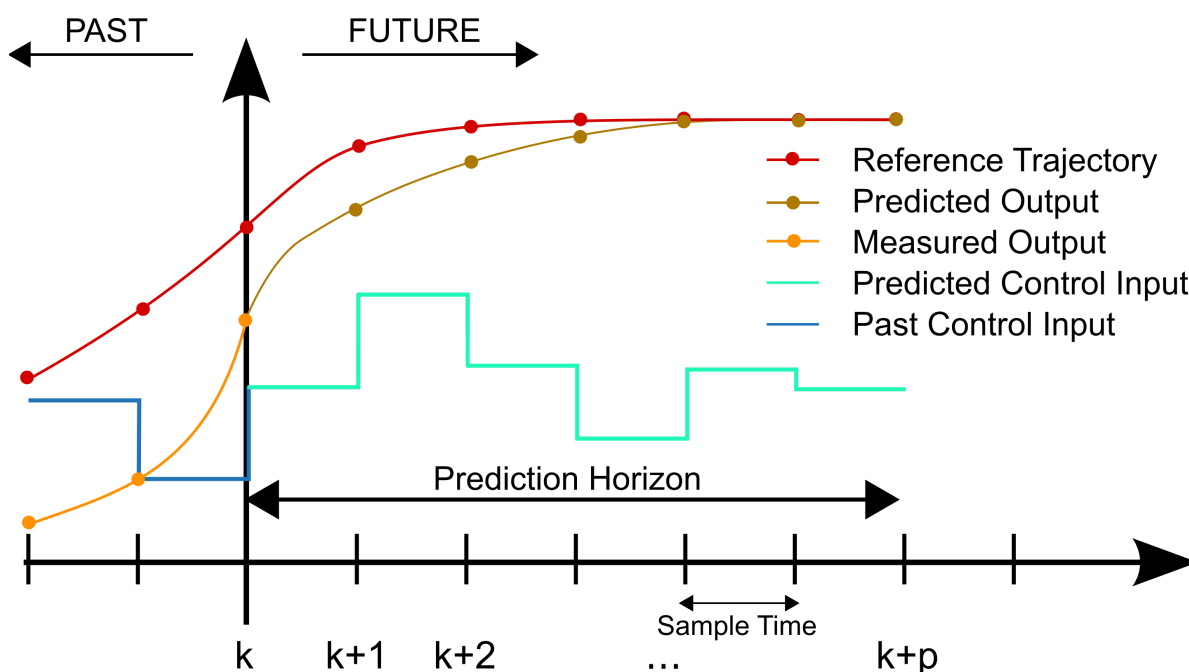 PAST
FUTURE
Reference Trajectory
Predicted Output
Measured Output
Predicted Control Input
Past Control Input
Prediction Horizon
Sample Time
k
k+1
k+2
...
k+p